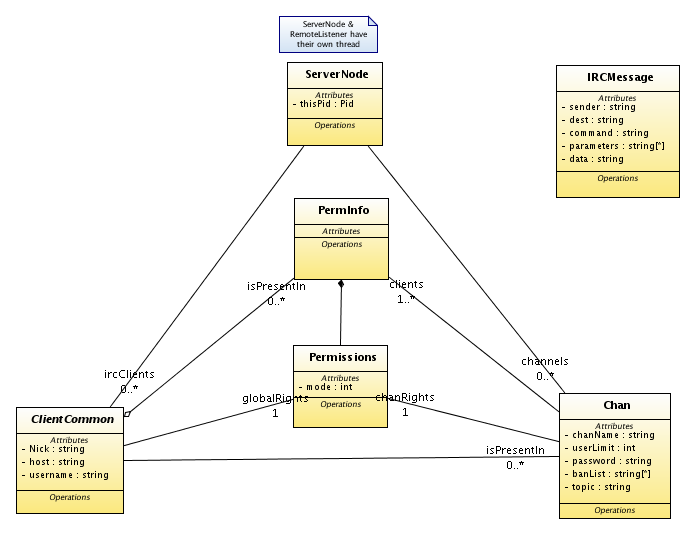 ServerNode &
RemoteListener have
their own thread
ServerNode
Attributes
- thisPid : Pid
Operations
IRCMessage
Attributes
- sender : string
- dest : string
- command : string
- parameters : string[*]
- data : string
Operations
PermInfo
Attributes
Operations
isPresentIn
0..*
clients
1..*
Permissions
Attributes
- mode : int
Operations
ircClients
0..*
channels
0..*
globalRights
1
chanRights
1
ClientCommon
Attributes
- Nick : string
- host : string
- username : string
Operations
isPresentIn
0..*
Chan
Attributes
- chanName : string
- userLimit : int
- password : string
- banList : string[*]
- topic : string
Operations